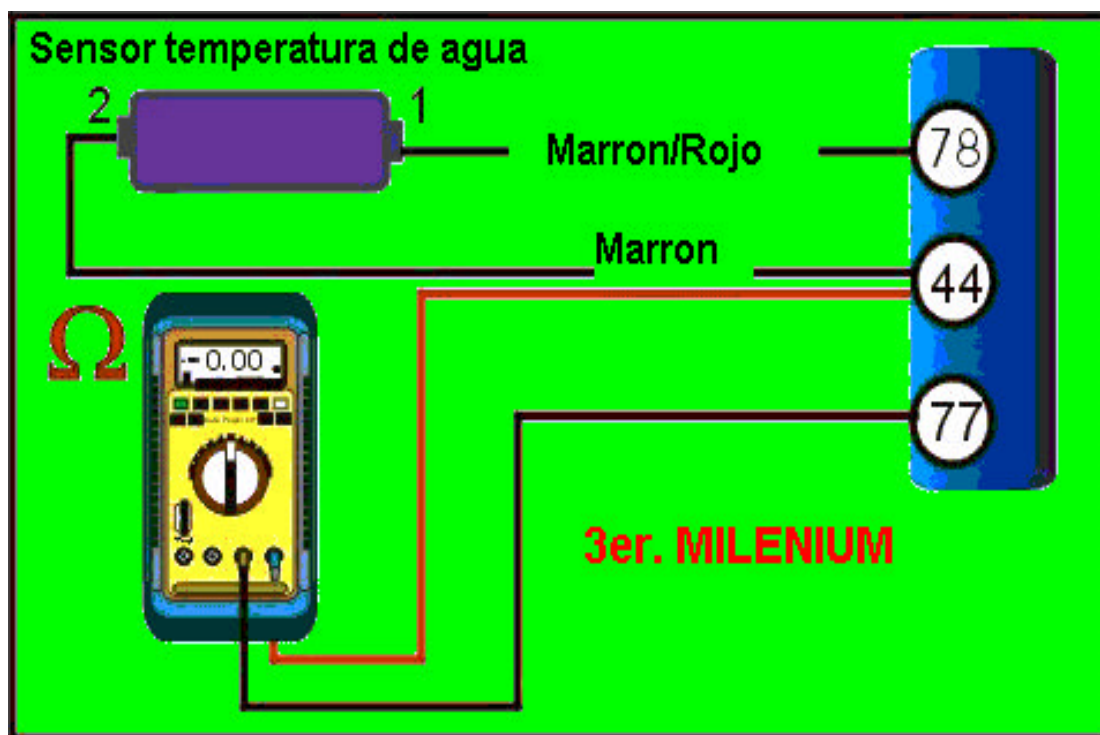 Sensor temperatura de agua
2
1
Marron/Rojo
78
Marron
44
Ω
-0.00
77
3er. MILENIUM